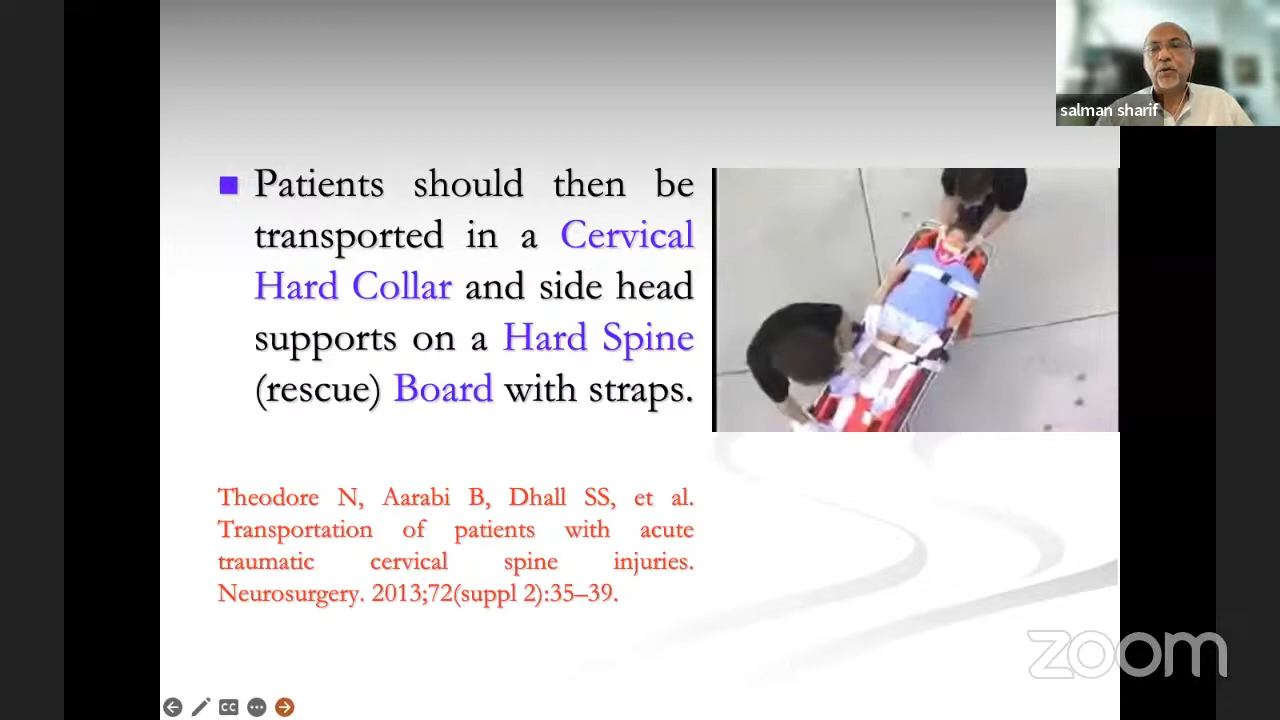 salman sharif
Patients should then be
transported in a Cervical
Hard Collar and side head
supports on a Hard Spine
(rescue) Board with straps.
Theodore N, Aarabi B, Dhall SS, et al.
Transportation of patients with acute
traumatic cervical spine injuries.
Neurosurgery. 2013;72(suppl 2):35–39.
zoom
CC